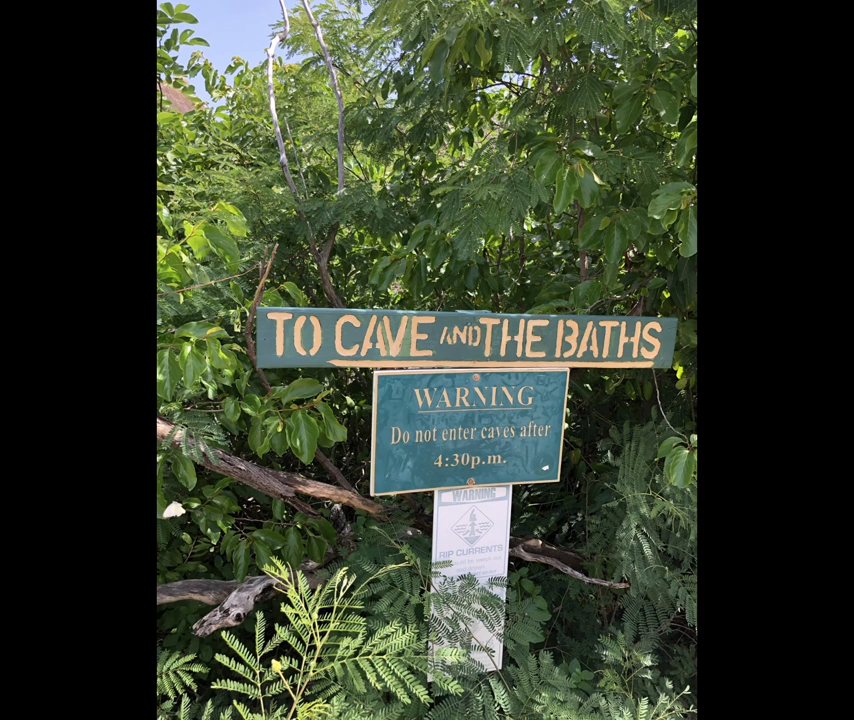 TO CAVE AND THE BATHS
WARNING
Do not enter caves after
4:30p.m.
WARNING
RIP CURRENTS